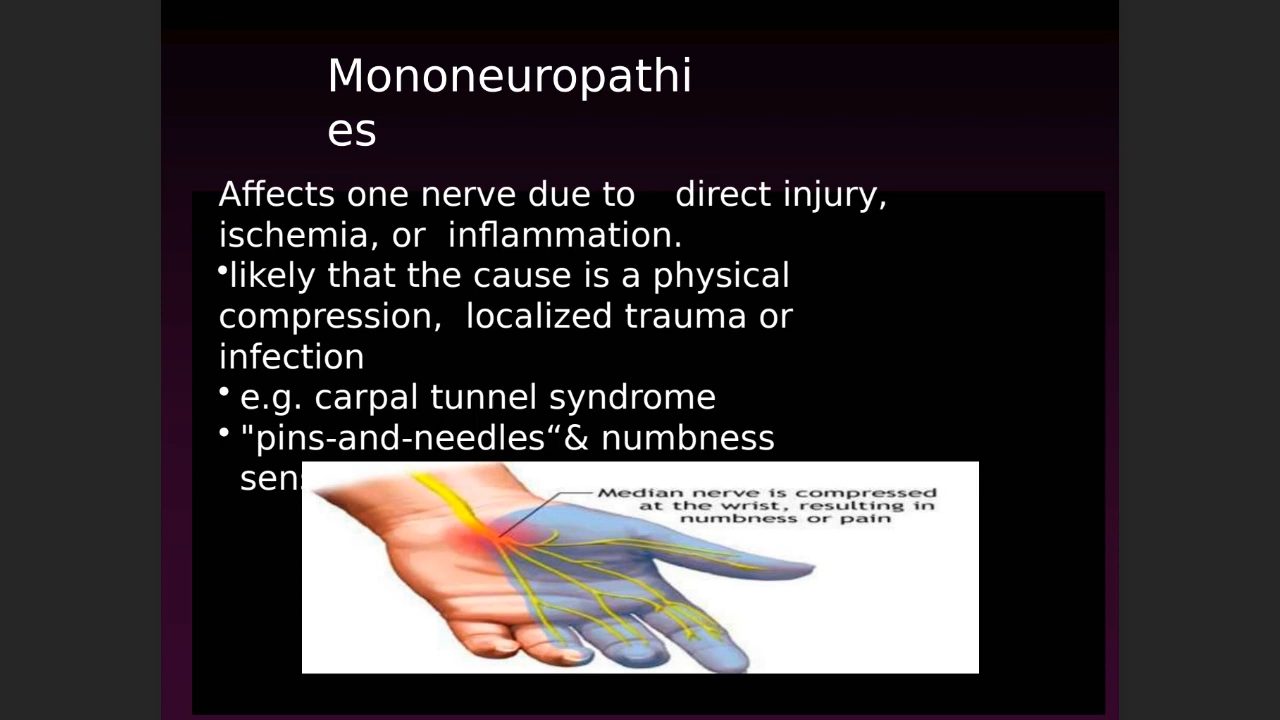 Mononeuropathi
es
Affects one nerve due to direct injury,
ischemia, or inflammation.
•likely that the cause is a physical
compression, localized trauma or
infection
• e.g. carpal tunnel syndrome
• "pins-and-needles“& numbness
Median nerve is compressed
at the wrist, resulting in
numbness or pain